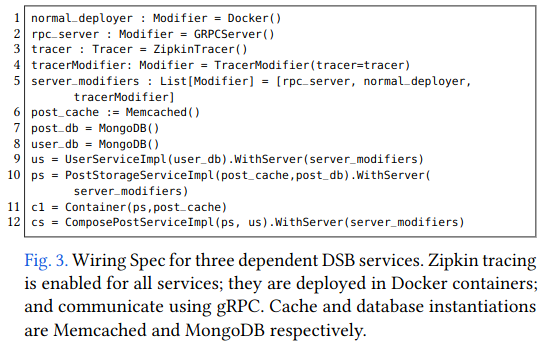 1 normal_deployer : Modifier = Docker()
2 rpc_server : Modifier = GRPCServer()
3 tracer : Tracer = ZipkinTracer()
4 tracerModifier: Modifier = TracerModifier(tracer=tracer)
5 server_modifiers : List[Modifier] = [rpc_server, normal_deployer,
tracerModifier]
6 post_cache := Memcached()
7 post_db = MongoDB()
8 user_db = MongoDB()
9 us = UserServiceImpl(user_db).WithServer(server_modifiers)
10 ps = PostStorageServiceImpl(post_cache,post_db).WithServer(
server_modifiers)
11 c1 = Container(ps,post_cache)
12 cs = ComposePostServiceImpl(ps, us).WithServer(server_modifiers)
Fig. 3. Wiring Spec for three dependent DSB services. Zipkin tracing
is enabled for all services; they are deployed in Docker containers;
and communicate using gRPC. Cache and database instantiations
are Memcached and MongoDB respectively.